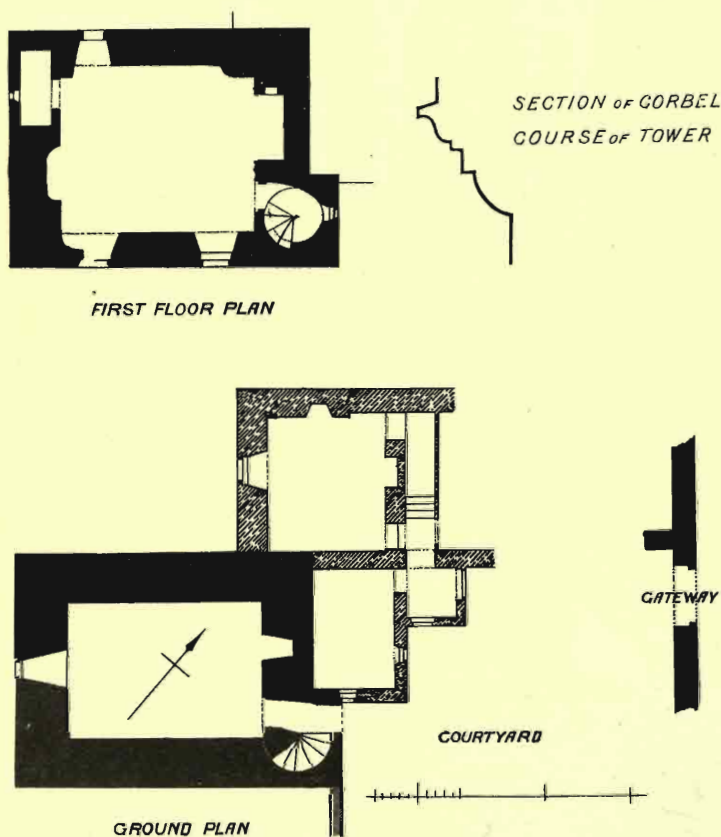 SECTION OF CORBEL
COURSE OF TOWER
FIRST FLOOR PLAN
GATEWAY
COURTYARD
GROUND PLAN